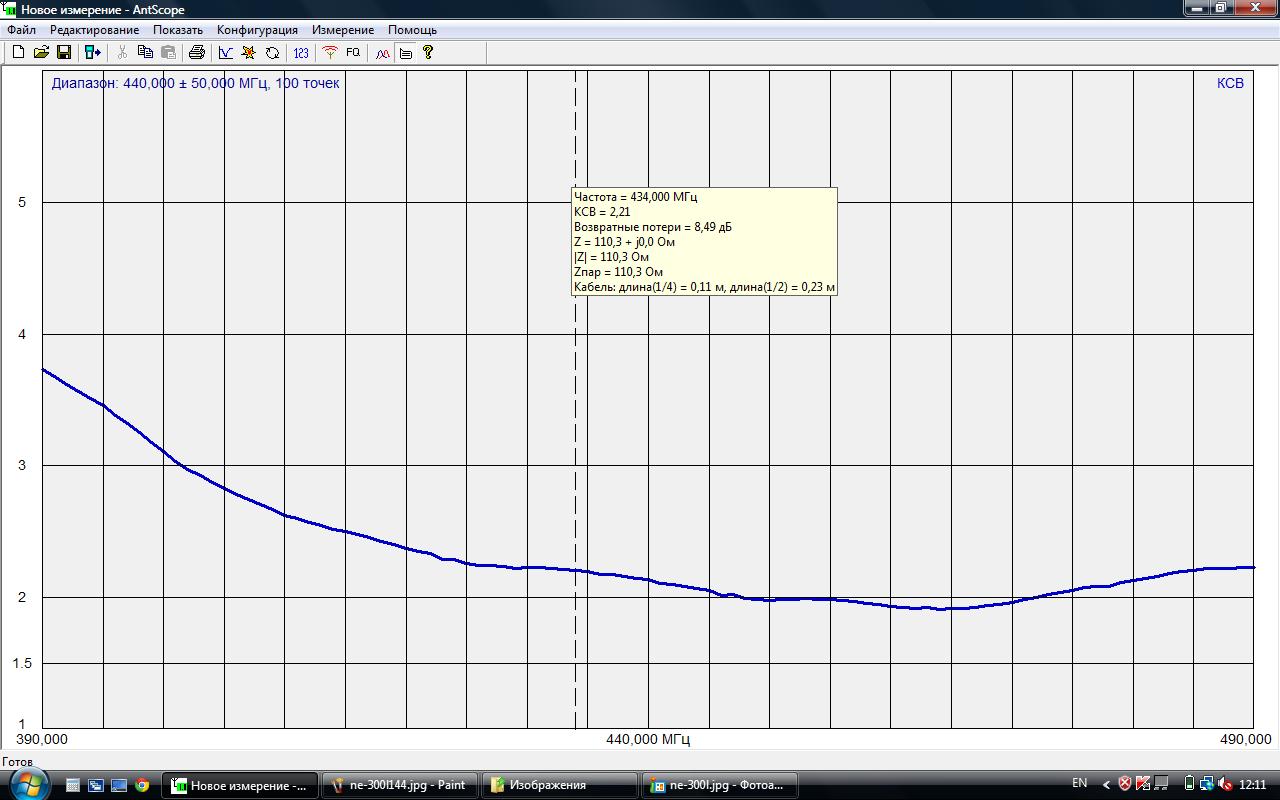 Новое измерение - AntScope
Файл Редактирование Показать Конфигурация Измерение Помощь
123 FQ
Диапазон: 440,000 ± 50,000 МГц, 100 точек
КСВ
5
Частота = 434,000 МГц
КСВ = 2,21
Возвратные потери = 8,49 дБ
Z = 110,3 + j0,0 Ом
|Z| = 110,3 Ом
Zпар = 110,3 Ом
Кабель: длина(1/4) = 0,11 м, длина(1/2) = 0,23 м
4
3
2
1.5
1
390,000 440,000 МГц 490,000
Готов
Новое измерение -... ne-300l144.jpg - Paint Изображения ne-300l.jpg - Фотоа... EN 12:11